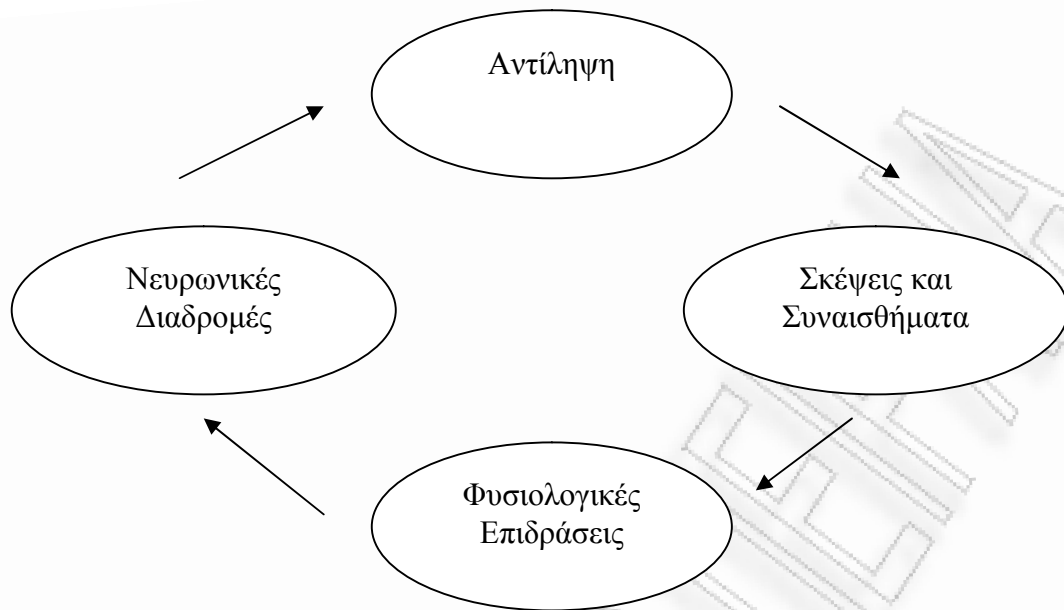 Αντίληψη
Νευρωνικές
Διαδρομές
Σκέψεις και
Συναισθήματα
Φυσιολογικές
Επιδράσεις